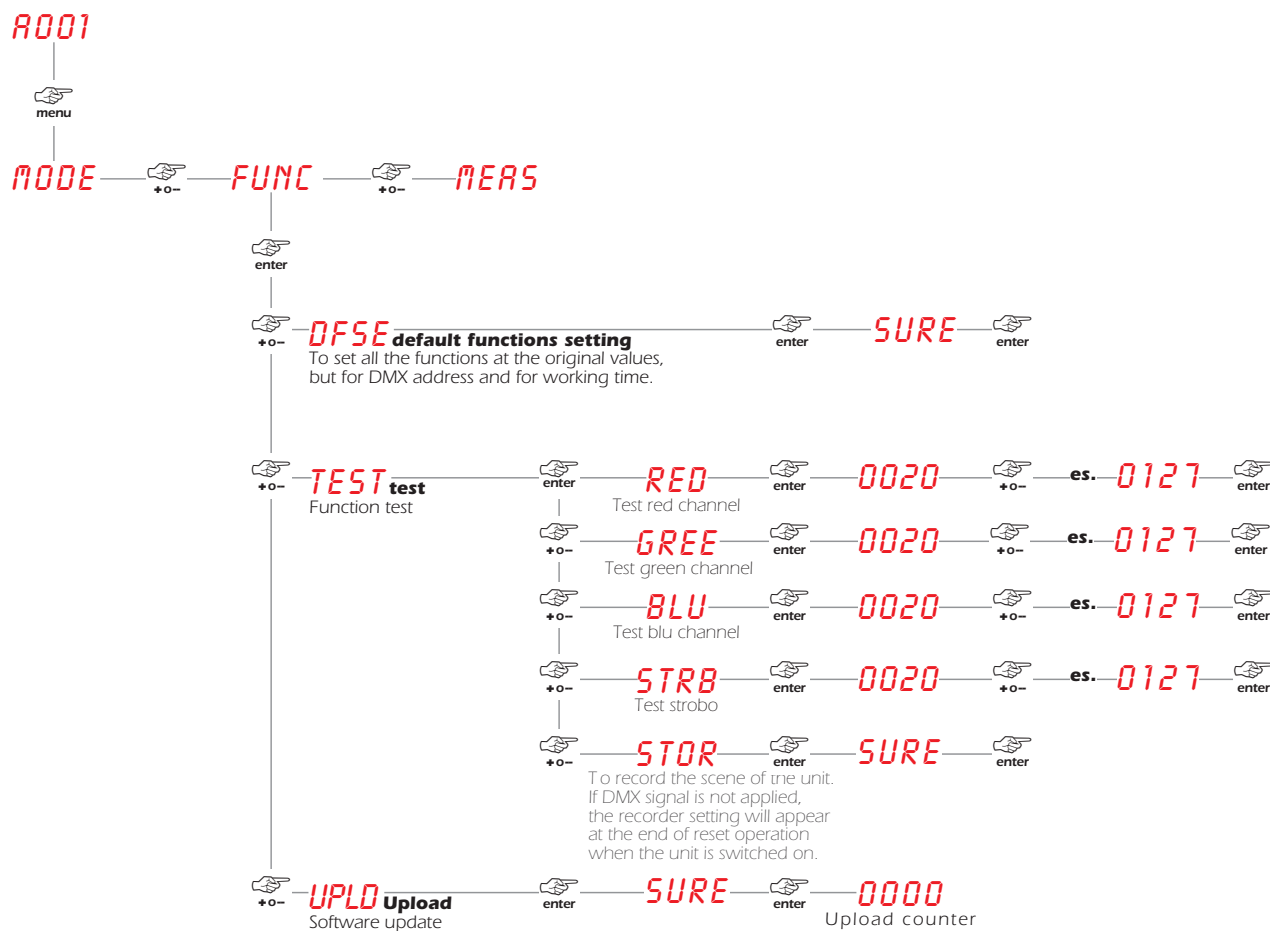 A001
menu
MODE +o– FUNC +o– MEAS
enter
+o– DFSE default functions setting enter SURE enter
To set all the functions at the original values,
but for DMX address and for working time.
+o– TEST test enter RED enter 0020 +o– es. 0127 enter
Function test
Test red channel
+o– GREE enter 0020 +o– es. 0127 enter
Test green channel
+o– BLU enter 0020 +o– es. 0127 enter
Test blu channel
+o– STRB enter 0020 +o– es. 0127 enter
Test strobo
+o– STOR enter SURE enter
To record the scene of the unit.
If DMX signal is not applied,
the recorder setting will appear
at the end of reset operation
when the unit is switched on.
+o– UPLD Upload enter SURE enter 0000
Software update
Upload counter